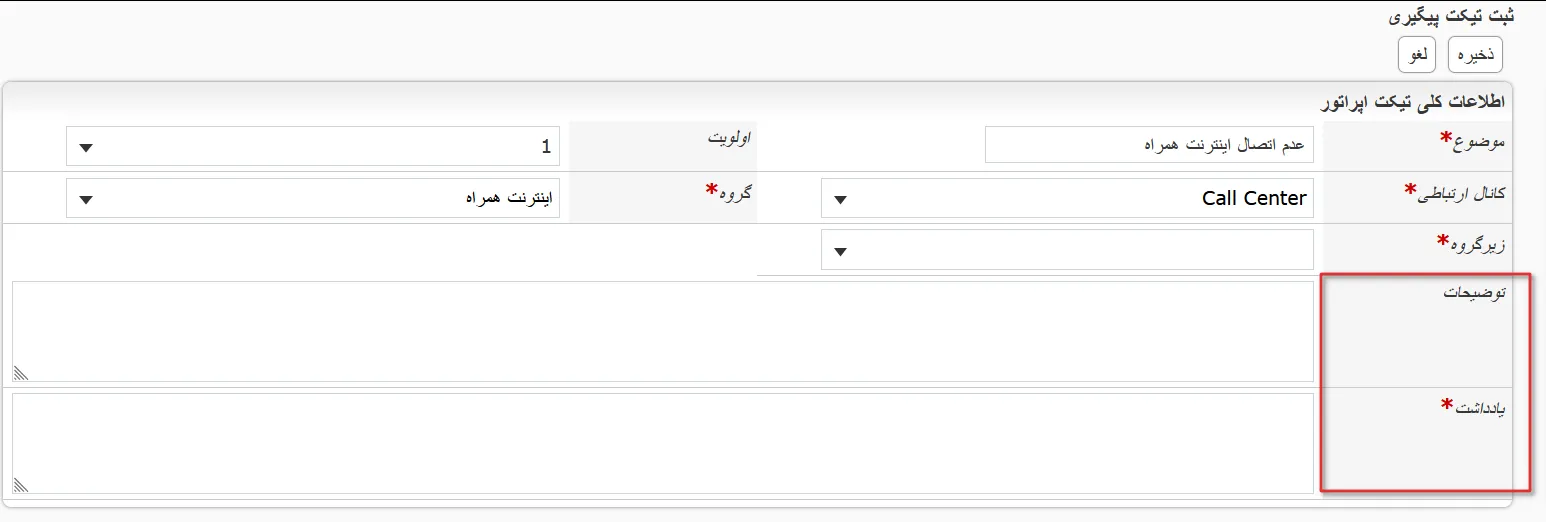 ثبت تیکت پیگیری
ذخیره لغو
اطلاعات کلی تیکت اپراتور
موضوع* عدم اتصال اینترنت همراه اولویت 1
کانال ارتباطی* Call Center گروه* اینترنت همراه
زیرگروه*
توضیحات
یادداشت*